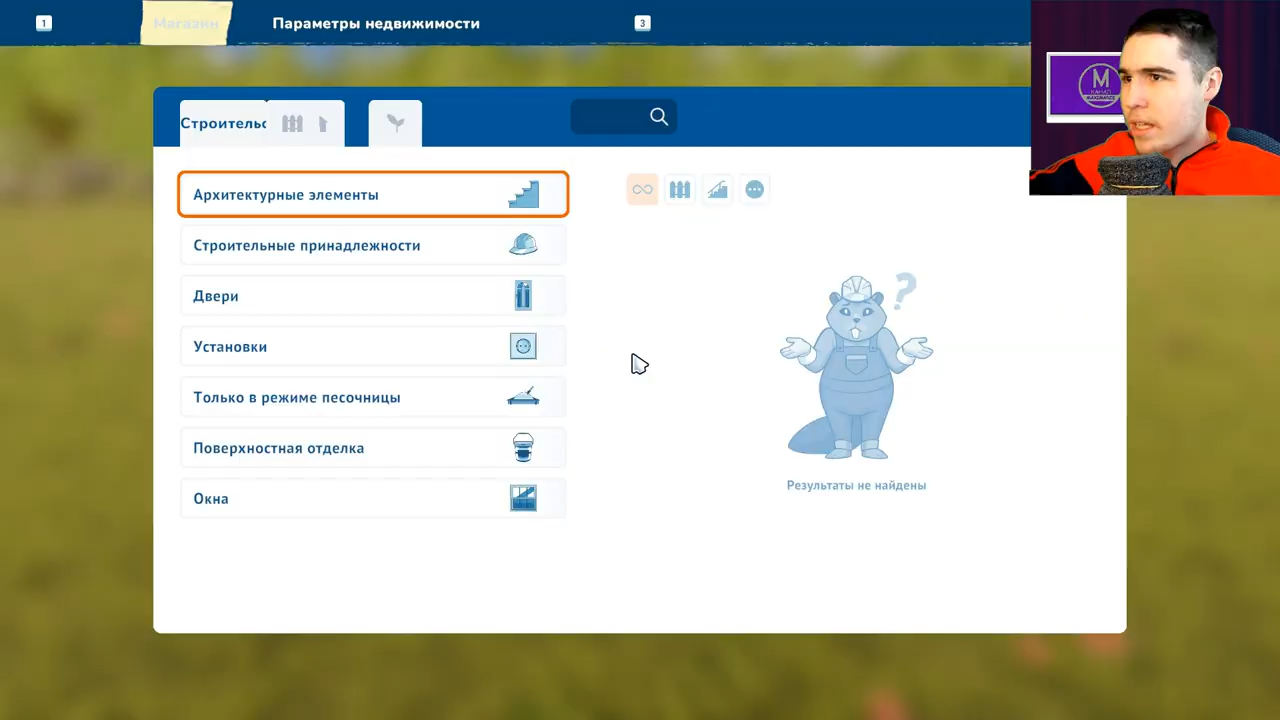 1
Магазин
Параметры недвижимости
3
Строительс
Архитектурные элементы
Строительные принадлежности
Двери
Установки
Только в режиме песочницы
Поверхностная отделка
Окна
?
Результаты не найдены
М
КАНАЛ